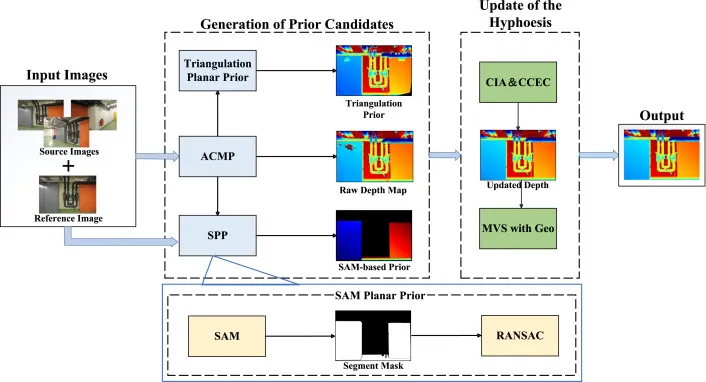 Generation of Prior Candidates
Update of the
Hyphoesis
Input Images
Source Images
+
Reference Image
Triangulation
Planar Prior
Triangulation
Prior
ACMP
Raw Depth Map
SPP
SAM-based Prior
CIA&CCEC
Updated Depth
MVS with Geo
Output
SAM Planar Prior
SAM
Segment Mask
RANSAC